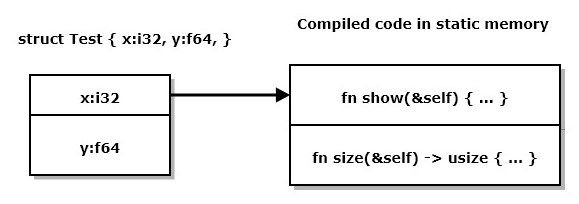 Compiled code in static memory
struct Test { x:i32, y:f64, }
x:i32
y:f64
fn show(&self) { ... }
fn size(&self) -> usize { ... }